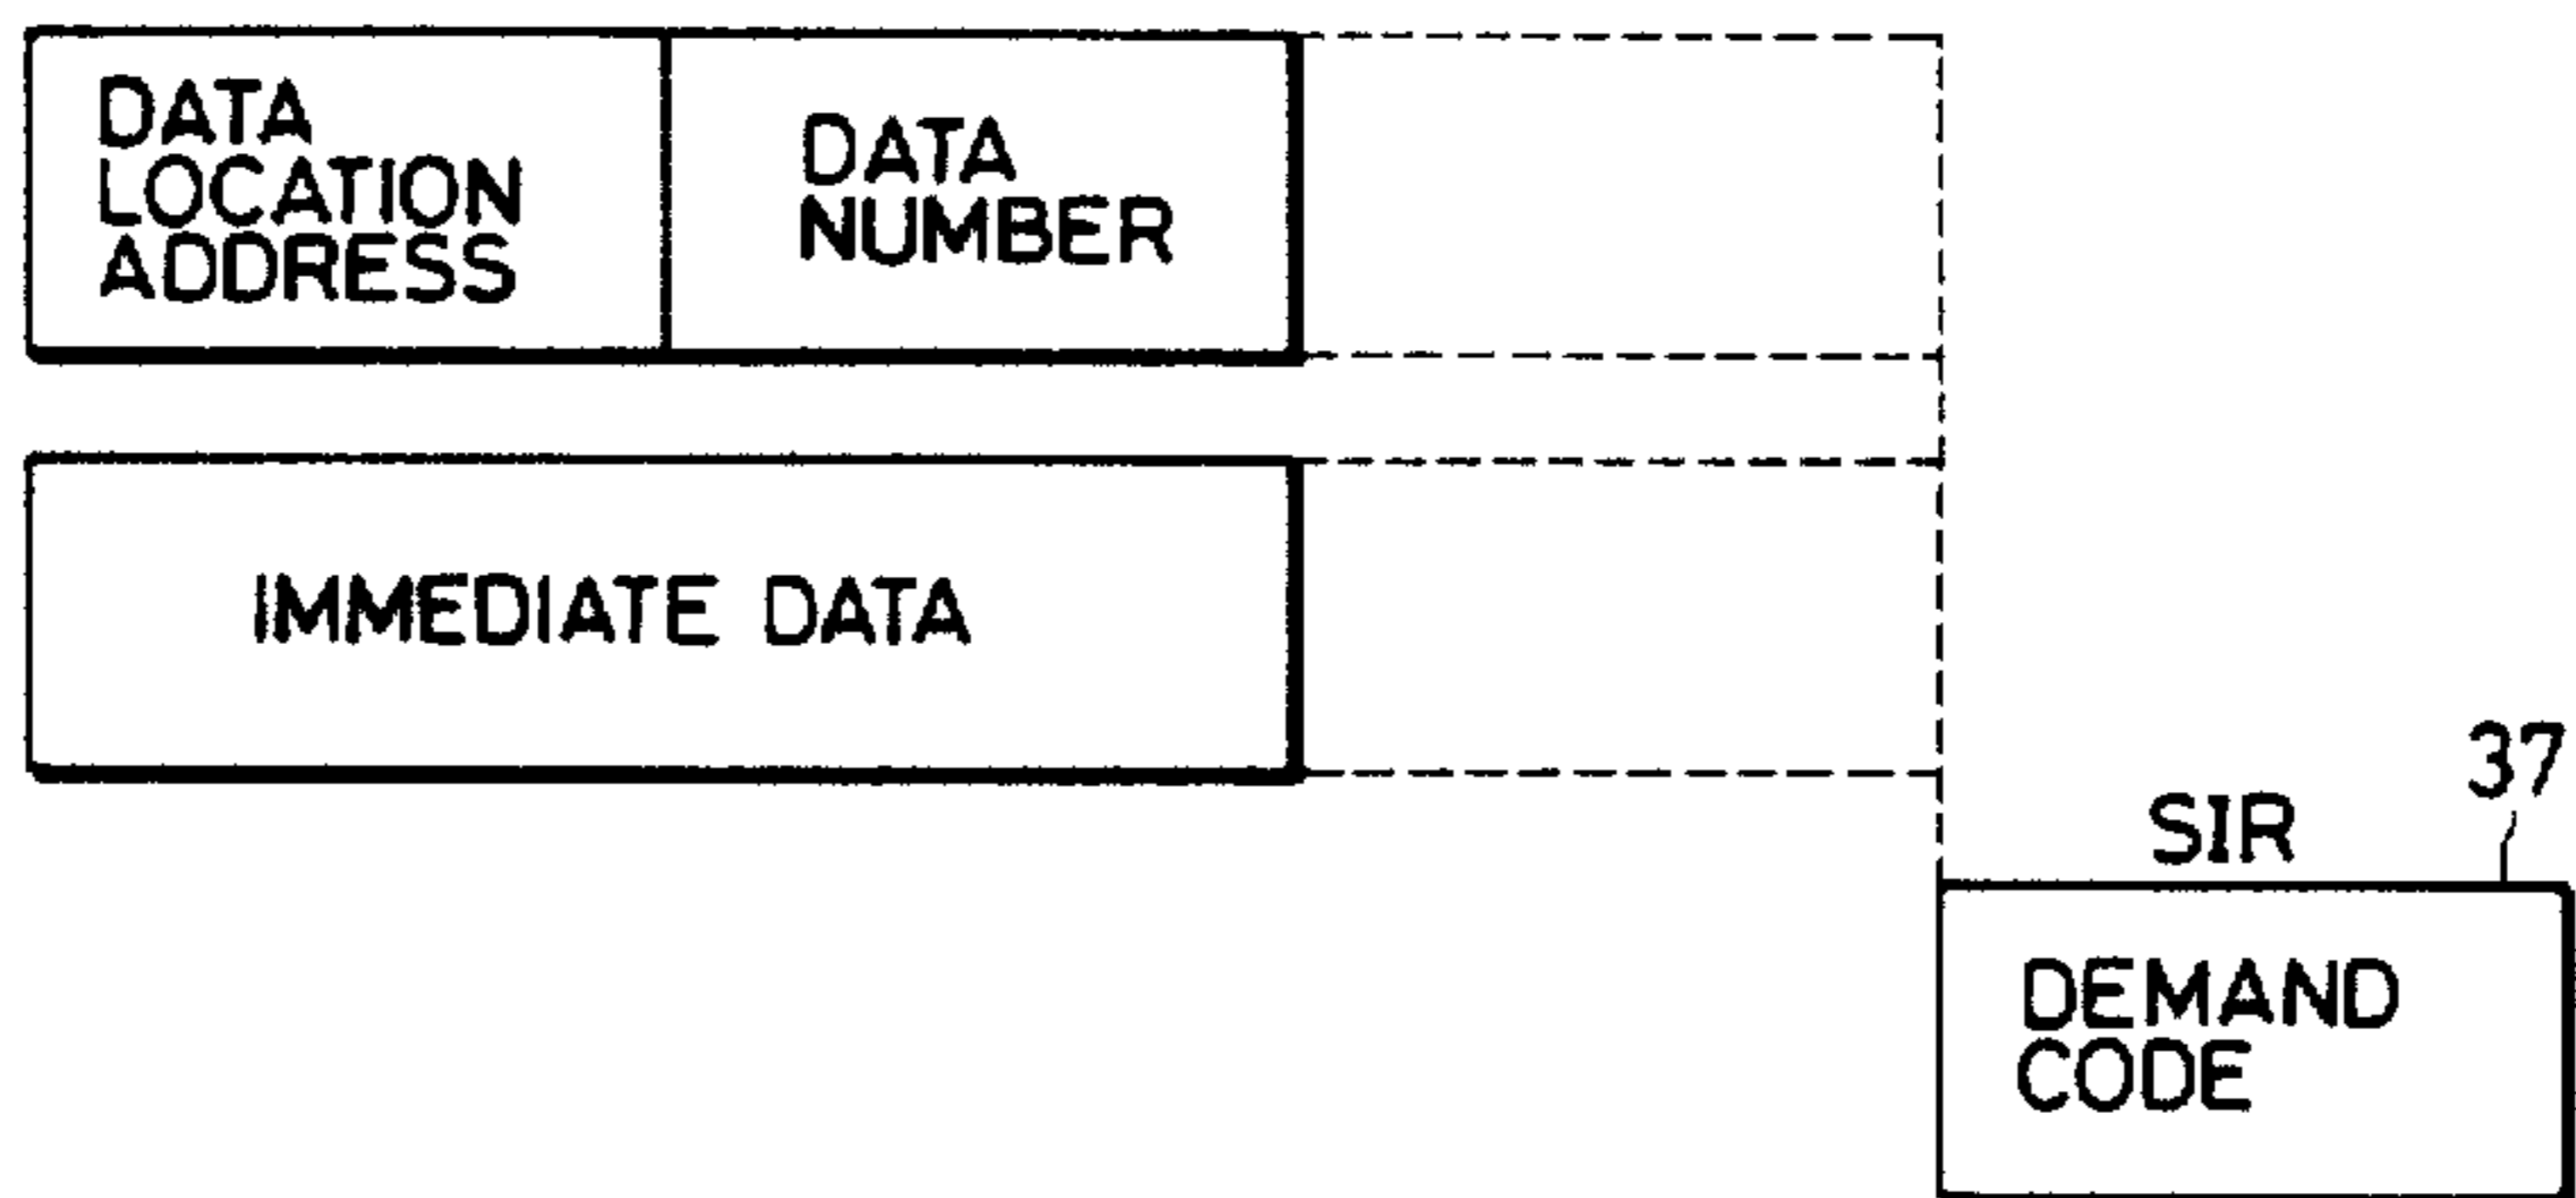 DATA
LOCATION
ADDRESS
DATA
NUMBER
IMMEDIATE DATA
37
SIR
DEMAND
CODE